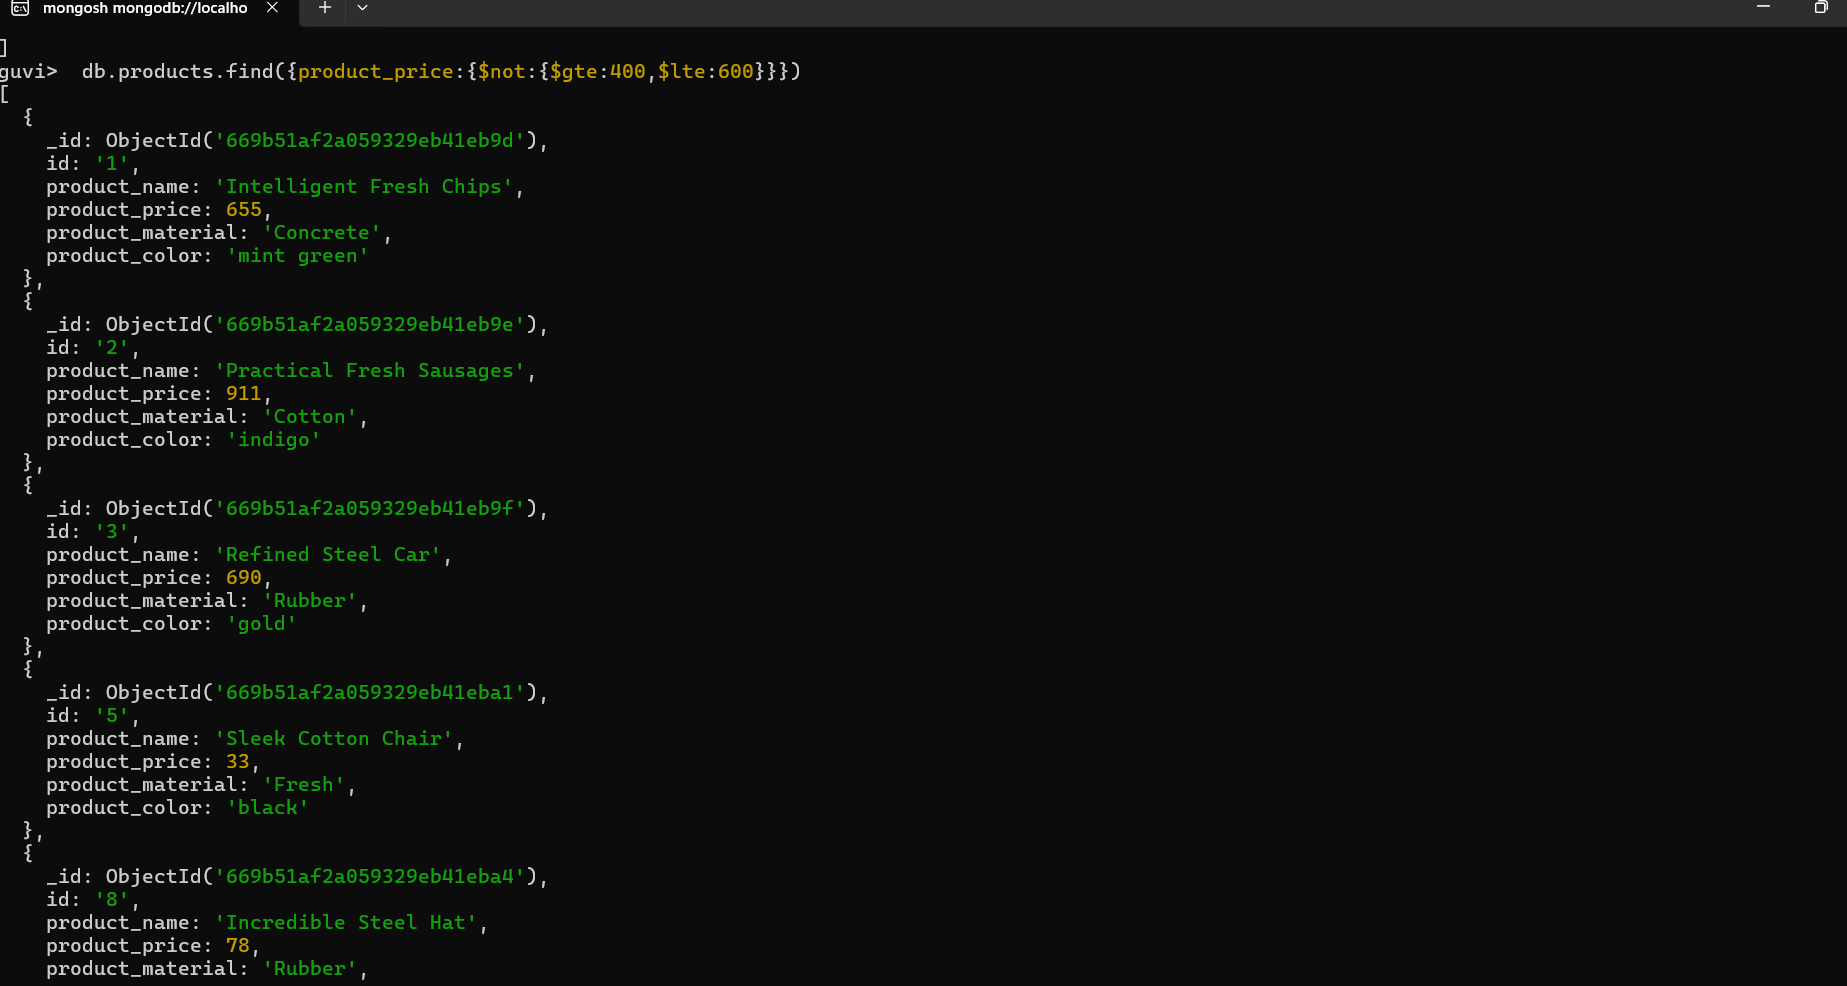 mongosh mongodb://localho
]
guvi>  db.products.find({product_price:{$not:{$gte:400,$lte:600}}})
[
  {
    _id: ObjectId('669b51af2a059329eb41eb9d'),
    id: '1',
    product_name: 'Intelligent Fresh Chips',
    product_price: 655,
    product_material: 'Concrete',
    product_color: 'mint green'
  },
  {
    _id: ObjectId('669b51af2a059329eb41eb9e'),
    id: '2',
    product_name: 'Practical Fresh Sausages',
    product_price: 911,
    product_material: 'Cotton',
    product_color: 'indigo'
  },
  {
    _id: ObjectId('669b51af2a059329eb41eb9f'),
    id: '3',
    product_name: 'Refined Steel Car',
    product_price: 690,
    product_material: 'Rubber',
    product_color: 'gold'
  },
  {
    _id: ObjectId('669b51af2a059329eb41eba1'),
    id: '5',
    product_name: 'Sleek Cotton Chair',
    product_price: 33,
    product_material: 'Fresh',
    product_color: 'black'
  },
  {
    _id: ObjectId('669b51af2a059329eb41eba4'),
    id: '8',
    product_name: 'Incredible Steel Hat',
    product_price: 78,
    product_material: 'Rubber',